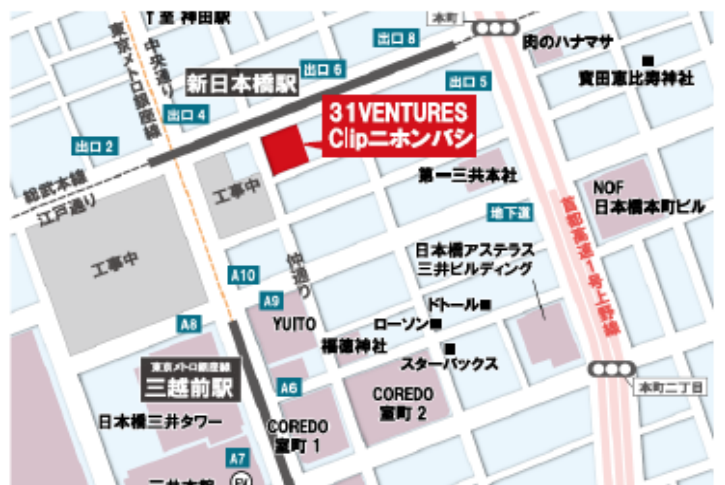 ↑至 神田駅
本町
中央通り
東京メトロ銀座線
出口 8
肉のハナマサ
寳田恵比寿神社
出口 6
新日本橋駅
出口 5
出口 4
31VENTURES
Clipニホンバシ
出口 2
総武本線
江戸通り
工事中
第一三共本社
NOF
日本橋本町ビル
地下道
首都高速1号上野線
工事中
仲通り
日本橋アステラス
三井ビルディング
A10
A9
ドトール
YUITO
ローソン
A8
福徳神社
スターバックス
東京メトロ銀座線
三越前駅
本町二丁目
A6
COREDO
室町 2
日本橋三井タワー
COREDO
室町 1
A7
三井本館